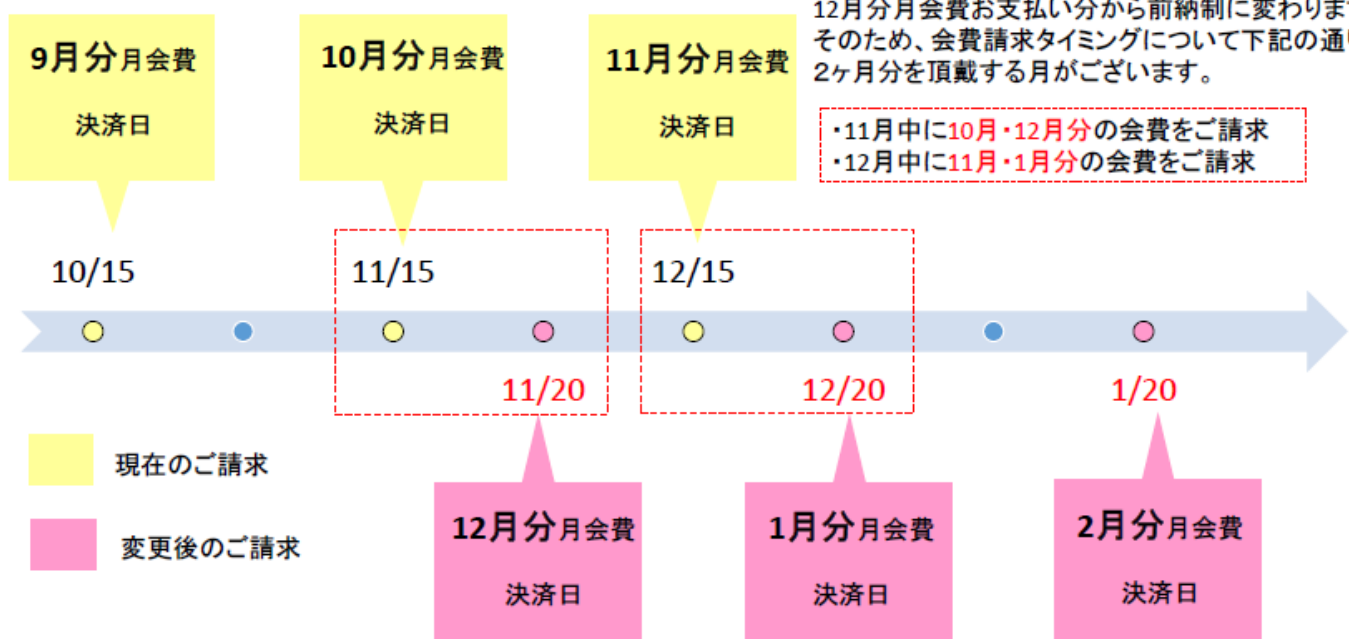 12月分月会費お支払い分から前納制に変わります
そのため、会費請求タイミングについて下記の通り
2ヶ月分を頂戴する月がございます。
・11月中に10月・12月分の会費をご請求
・12月中に11月・1月分の会費をご請求
9月分月会費
決済日
10月分月会費
決済日
11月分月会費
決済日
10/15
11/15
12/15
11/20
12/20
1/20
現在のご請求
変更後のご請求
12月分月会費
決済日
1月分月会費
決済日
2月分月会費
決済日